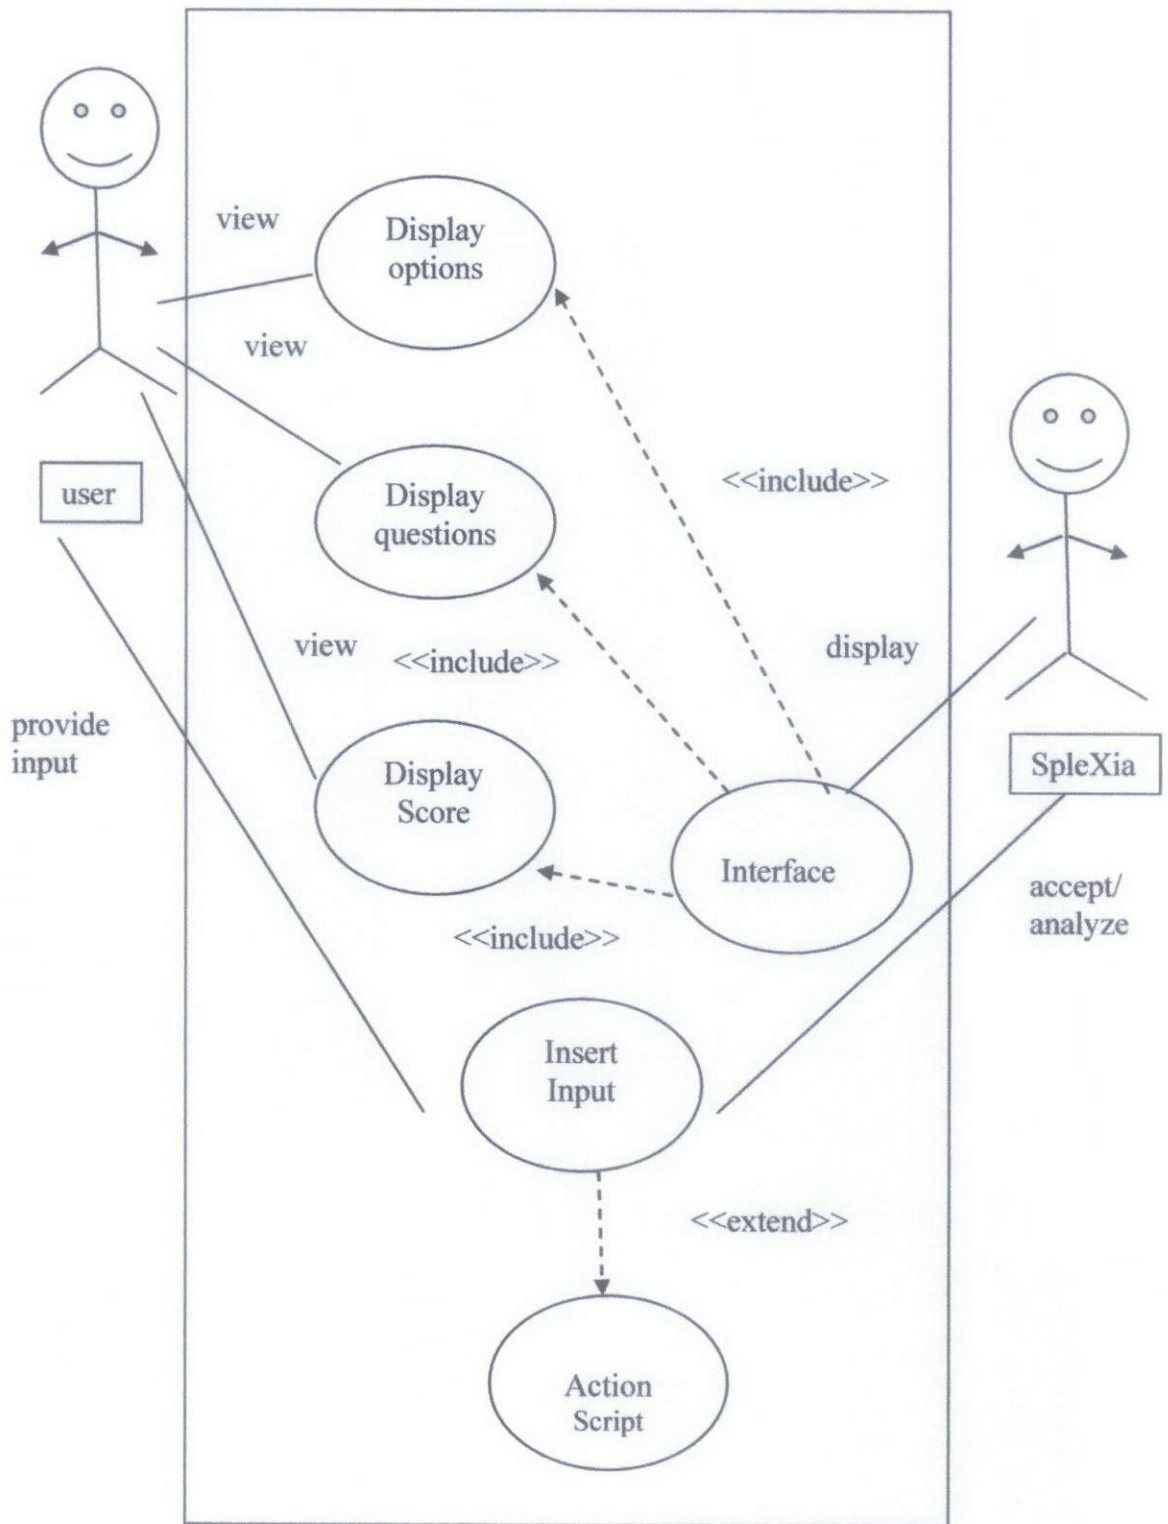 view
Display
options
view
Display
questions
user
<<include>>
view
<<include>>
display
provide
input
Display
Score
SpleXia
Interface
accept/
analyze
<<include>>
Insert
Input
<<extend>>
Action
Script